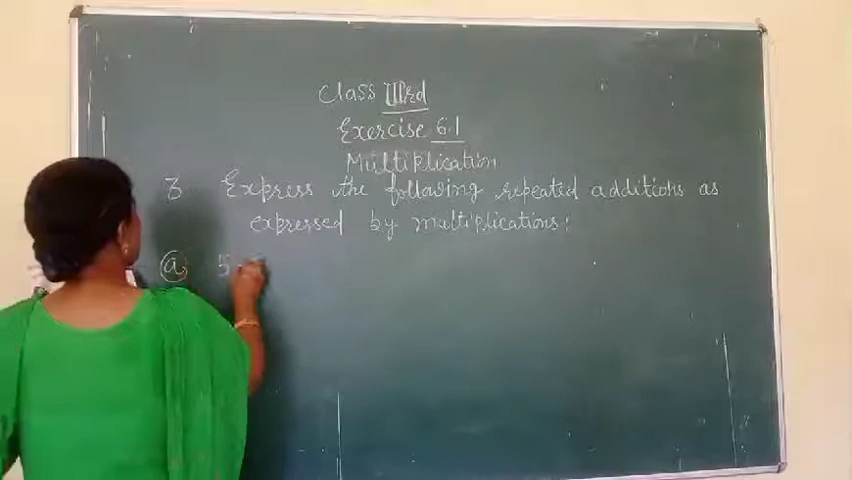 Class IIIrd
Exercise 6.1
Multiplication
3 Express the following repeated additions as
expressed by multiplications:
a 5